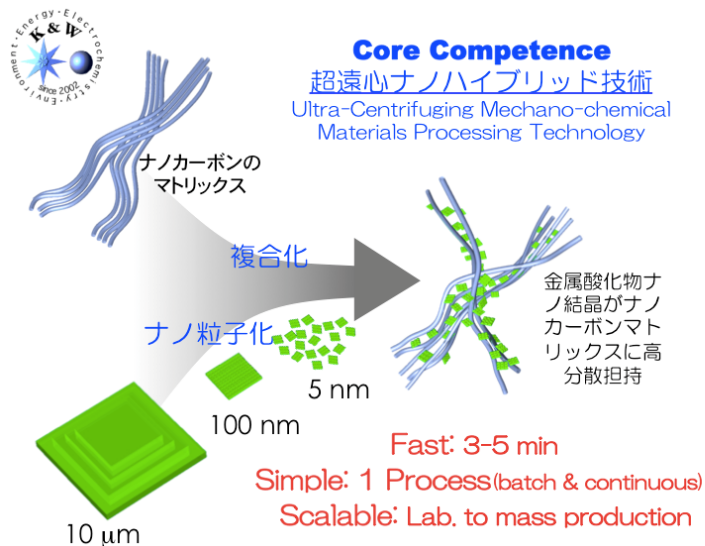 Environment-Energy-Electrochemistry-
K & W
since 2002
Core Competence
超遠心ナノハイブリッド技術
Ultra-Centrifuging Mechano-chemical
Materials Processing Technology
ナノカーボンの
マトリックス
複合化
ナノ粒子化
金属酸化物ナ
ノ結晶がナノ
カーボンマト
リックスに高
分散担持
5 nm
100 nm
10 μm
Fast: 3-5 min
Simple: 1 Process(batch & continuous)
Scalable: Lab. to mass production